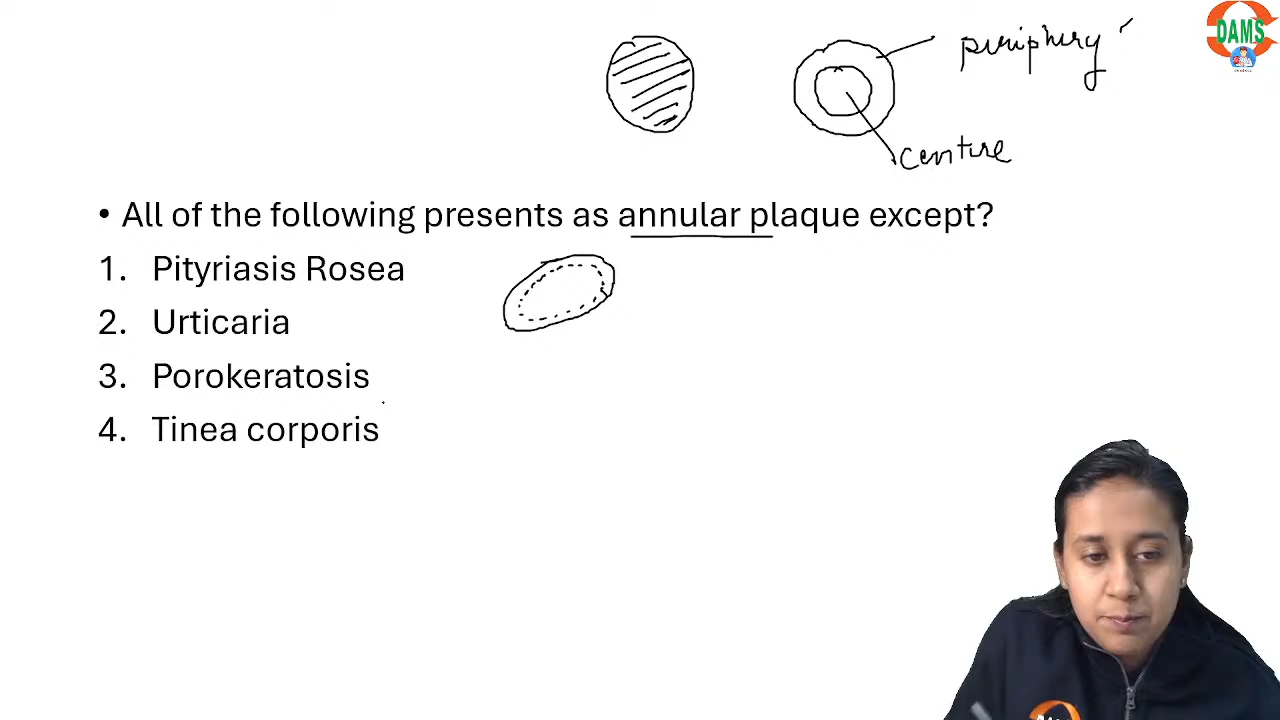 DAMS
periphery
centre
• All of the following presents as annular plaque except?
1. Pityriasis Rosea
2. Urticaria
3. Porokeratosis
4. Tinea corporis